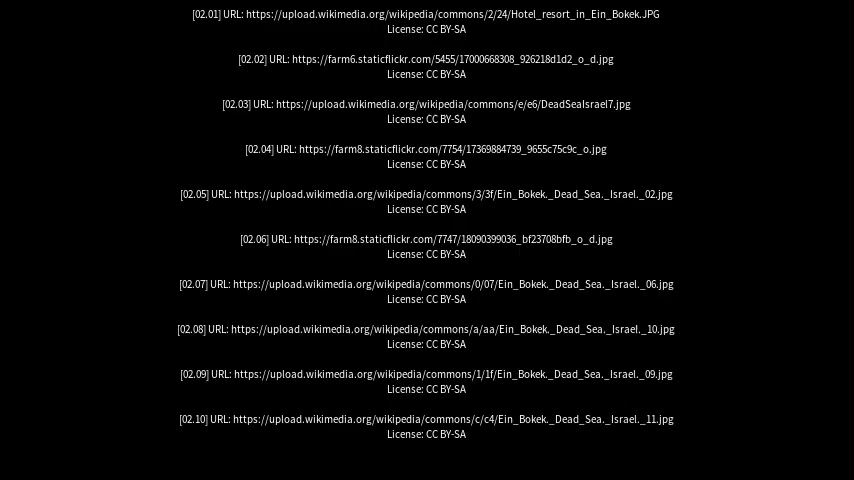 [02.01] URL: https://upload.wikimedia.org/wikipedia/commons/2/24/Hotel_resort_in_Ein_Bokek.JPG
License: CC BY-SA
[02.02] URL: https://farm6.staticflickr.com/5455/17000668308_926218d1d2_o_d.jpg
License: CC BY-SA
[02.03] URL: https://upload.wikimedia.org/wikipedia/commons/e/e6/DeadSeaIsrael7.jpg
License: CC BY-SA
[02.04] URL: https://farm8.staticflickr.com/7754/17369884739_9655c75c9c_o.jpg
License: CC BY-SA
[02.05] URL: https://upload.wikimedia.org/wikipedia/commons/3/3f/Ein_Bokek._Dead_Sea._Israel._02.jpg
License: CC BY-SA
[02.06] URL: https://farm8.staticflickr.com/7747/18090399036_bf23708bfb_o_d.jpg
License: CC BY-SA
[02.07] URL: https://upload.wikimedia.org/wikipedia/commons/0/07/Ein_Bokek._Dead_Sea._Israel._06.jpg
License: CC BY-SA
[02.08] URL: https://upload.wikimedia.org/wikipedia/commons/a/aa/Ein_Bokek._Dead_Sea._Israel._10.jpg
License: CC BY-SA
[02.09] URL: https://upload.wikimedia.org/wikipedia/commons/1/1f/Ein_Bokek._Dead_Sea._Israel._09.jpg
License: CC BY-SA
[02.10] URL: https://upload.wikimedia.org/wikipedia/commons/c/c4/Ein_Bokek._Dead_Sea._Israel._11.jpg
License: CC BY-SA